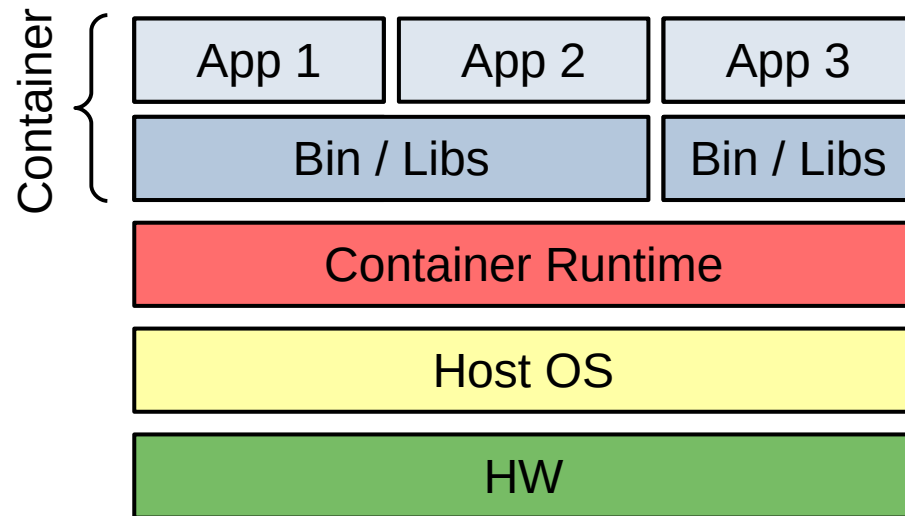 Container
App 1
App 2
App 3
Bin / Libs
Bin / Libs
Container Runtime
Host OS
HW